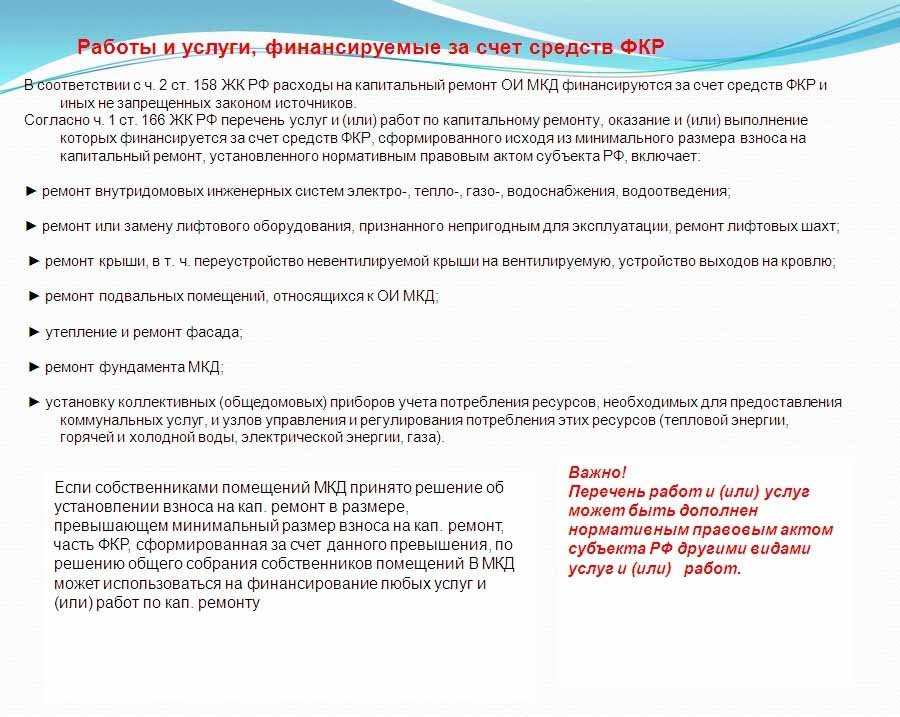 Работы и услуги, финансируемые за счет средств ФКР
В соответствии с ч. 2 ст. 158 ЖК РФ расходы на капитальный ремонт ОИ МКД финансируются за счет средств ФКР и
иных не запрещенных законом источников.
Согласно ч. 1 ст. 166 ЖК РФ перечень услуг и (или) работ по капитальному ремонту, оказание и (или) выполнение
которых финансируется за счет средств ФКР, сформированного исходя из минимального размера взноса на
капитальный ремонт, установленного нормативным правовым актом субъекта РФ, включает:
► ремонт внутридомовых инженерных систем электро-, тепло-, газо-, водоснабжения, водоотведения;
► ремонт или замену лифтового оборудования, признанного непригодным для эксплуатации, ремонт лифтовых шахт;
► ремонт крыши, в т. ч. переустройство невентилируемой крыши на вентилируемую, устройство выходов на кровлю;
► ремонт подвальных помещений, относящихся к ОИ МКД;
► утепление и ремонт фасада;
► ремонт фундамента МКД;
► установку коллективных (общедомовых) приборов учета потребления ресурсов, необходимых для предоставления
коммунальных услуг, и узлов управления и регулирования потребления этих ресурсов (тепловой энергии,
горячей и холодной воды, электрической энергии, газа).
Если собственниками помещений МКД принято решение об
установлении взноса на кап. ремонт в размере,
превышающем минимальный размер взноса на кап. ремонт,
часть ФКР, сформированная за счет данного превышения, по
решению общего собрания собственников помещений В МКД
может использоваться на финансирование любых услуг и
(или) работ по кап. ремонту
Важно!
Перечень работ и (или) услуг
может быть дополнен
нормативным правовым актом
субъекта РФ другими видами
услуг и (или) работ.